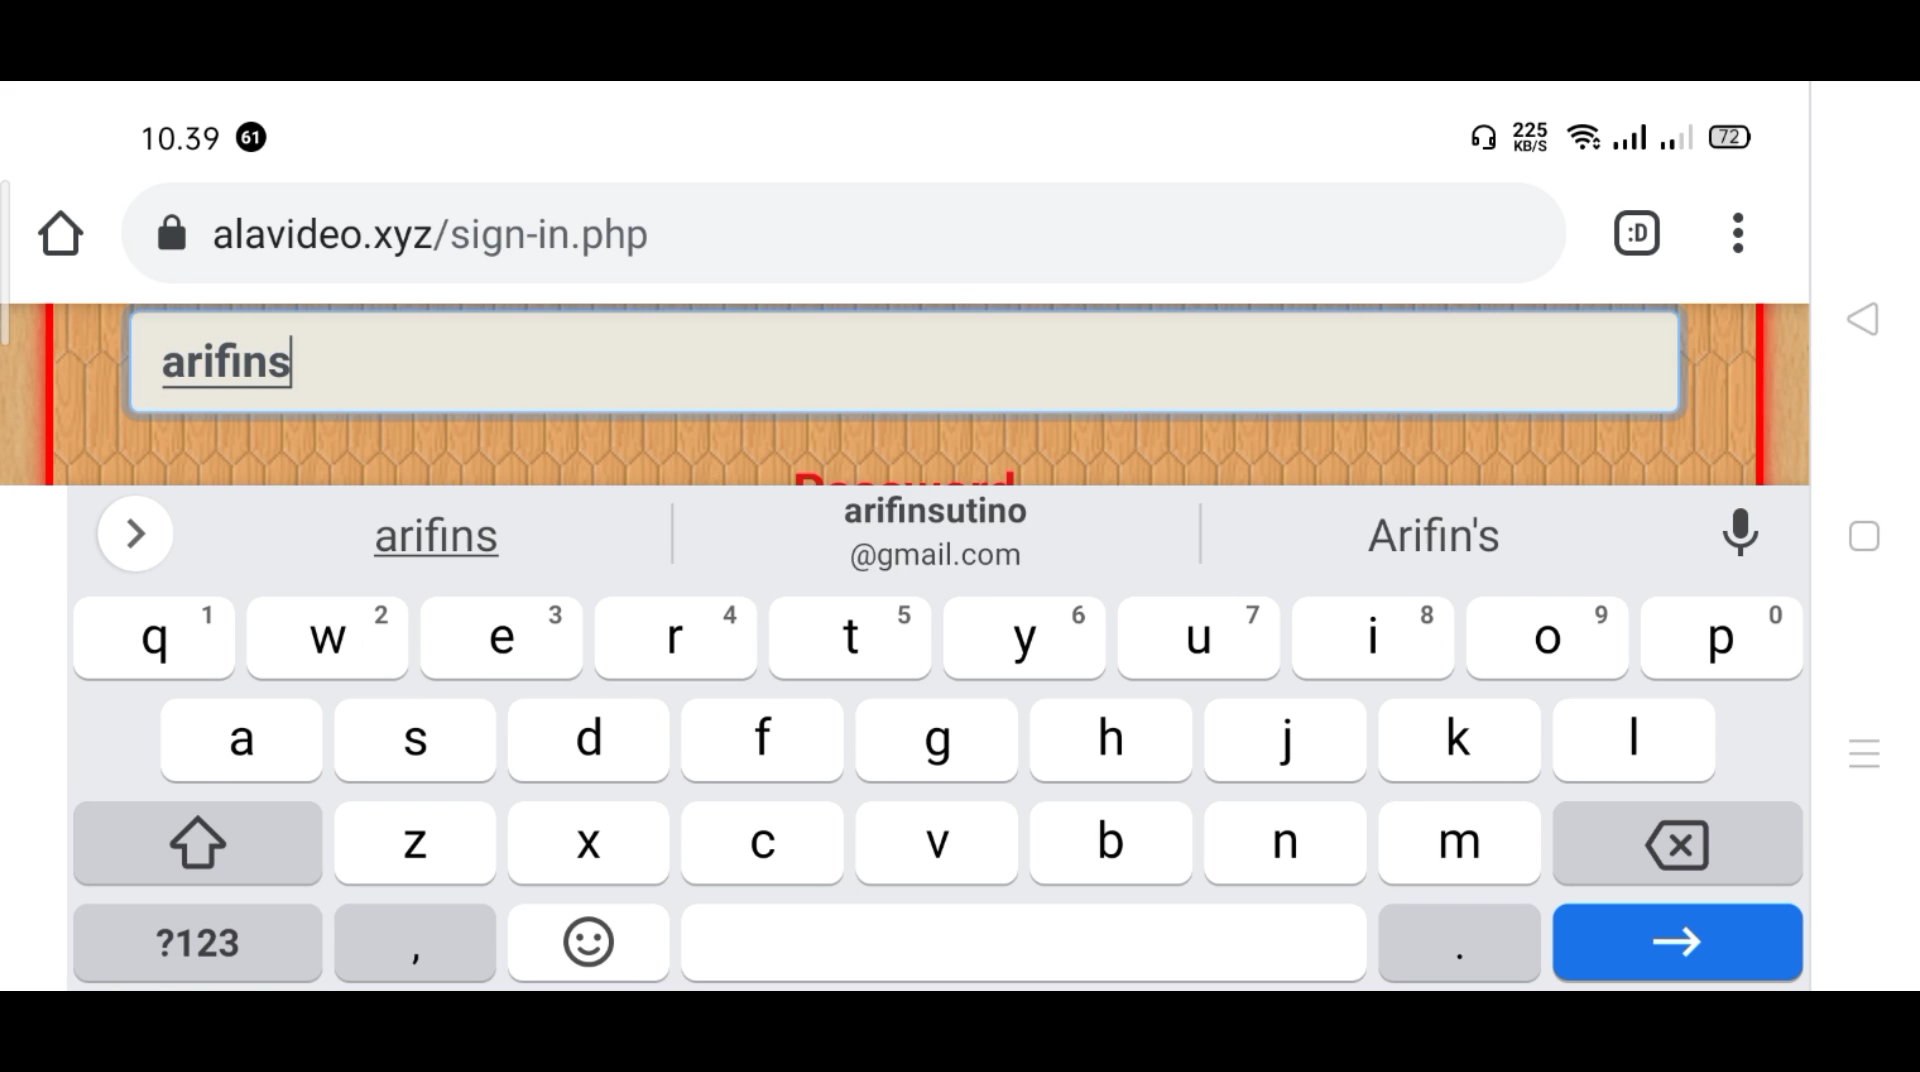 10.39 61 225 KB/S 72
alavideo.xyz/sign-in.php :D
arifins
Password
arifins arifinsutino @gmail.com Arifin's
q 1 w 2 e 3 r 4 t 5 y 6 u 7 i 8 o 9 p 0
a s d f g h j k l
z x c v b n m
?123 , .